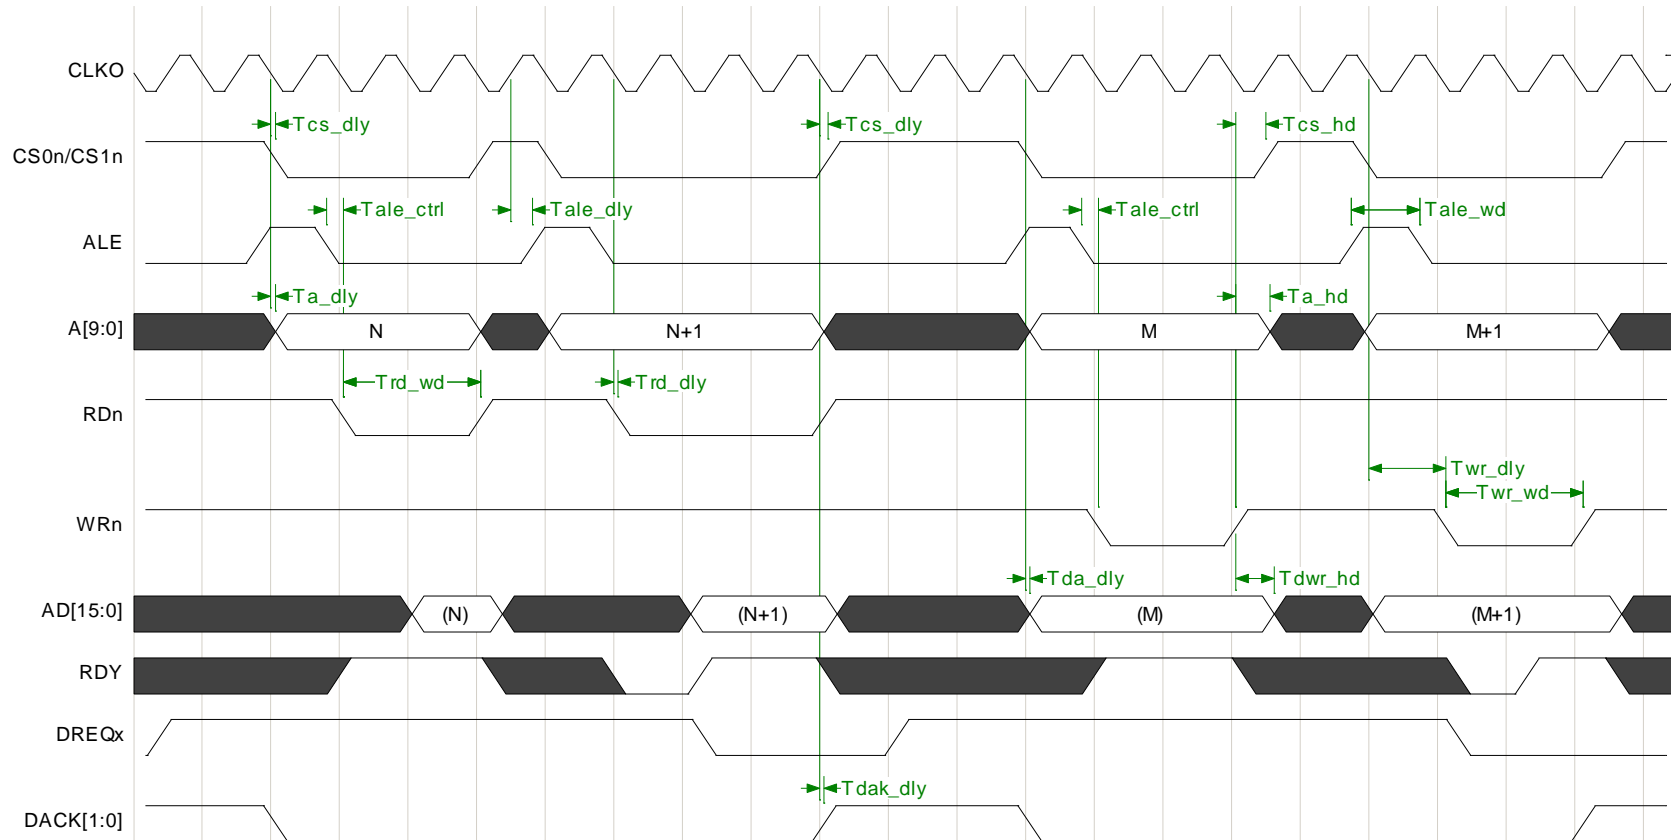 CLKO
Tcs_dly Tcs_dly Tcs_hd
CS0n/CS1n
Tale_ctrl Tale_dly Tale_ctrl Tale_wd
ALE
Ta_dly Ta_hd
A[9:0] N N+1 M M+1
Trd_wd Trd_dly
RDn
Twr_dly
Twr_wd
WRn
Tda_dly Tdwr_hd
AD[15:0] (N) (N+1) (M) (M+1)
RDY
DREQx
Tdak_dly
DACK[1:0]